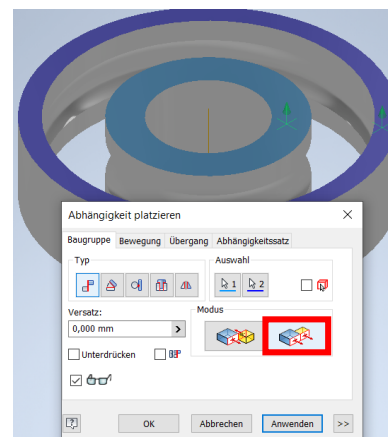 Abhängigkeit platzieren
Baugruppe Bewegung Übergang Abhängigkeitssatz
Typ
Auswahl
1 2
Versatz:
Modus
0,000 mm
>
Unterdrücken
OK Abbrechen Anwenden >>